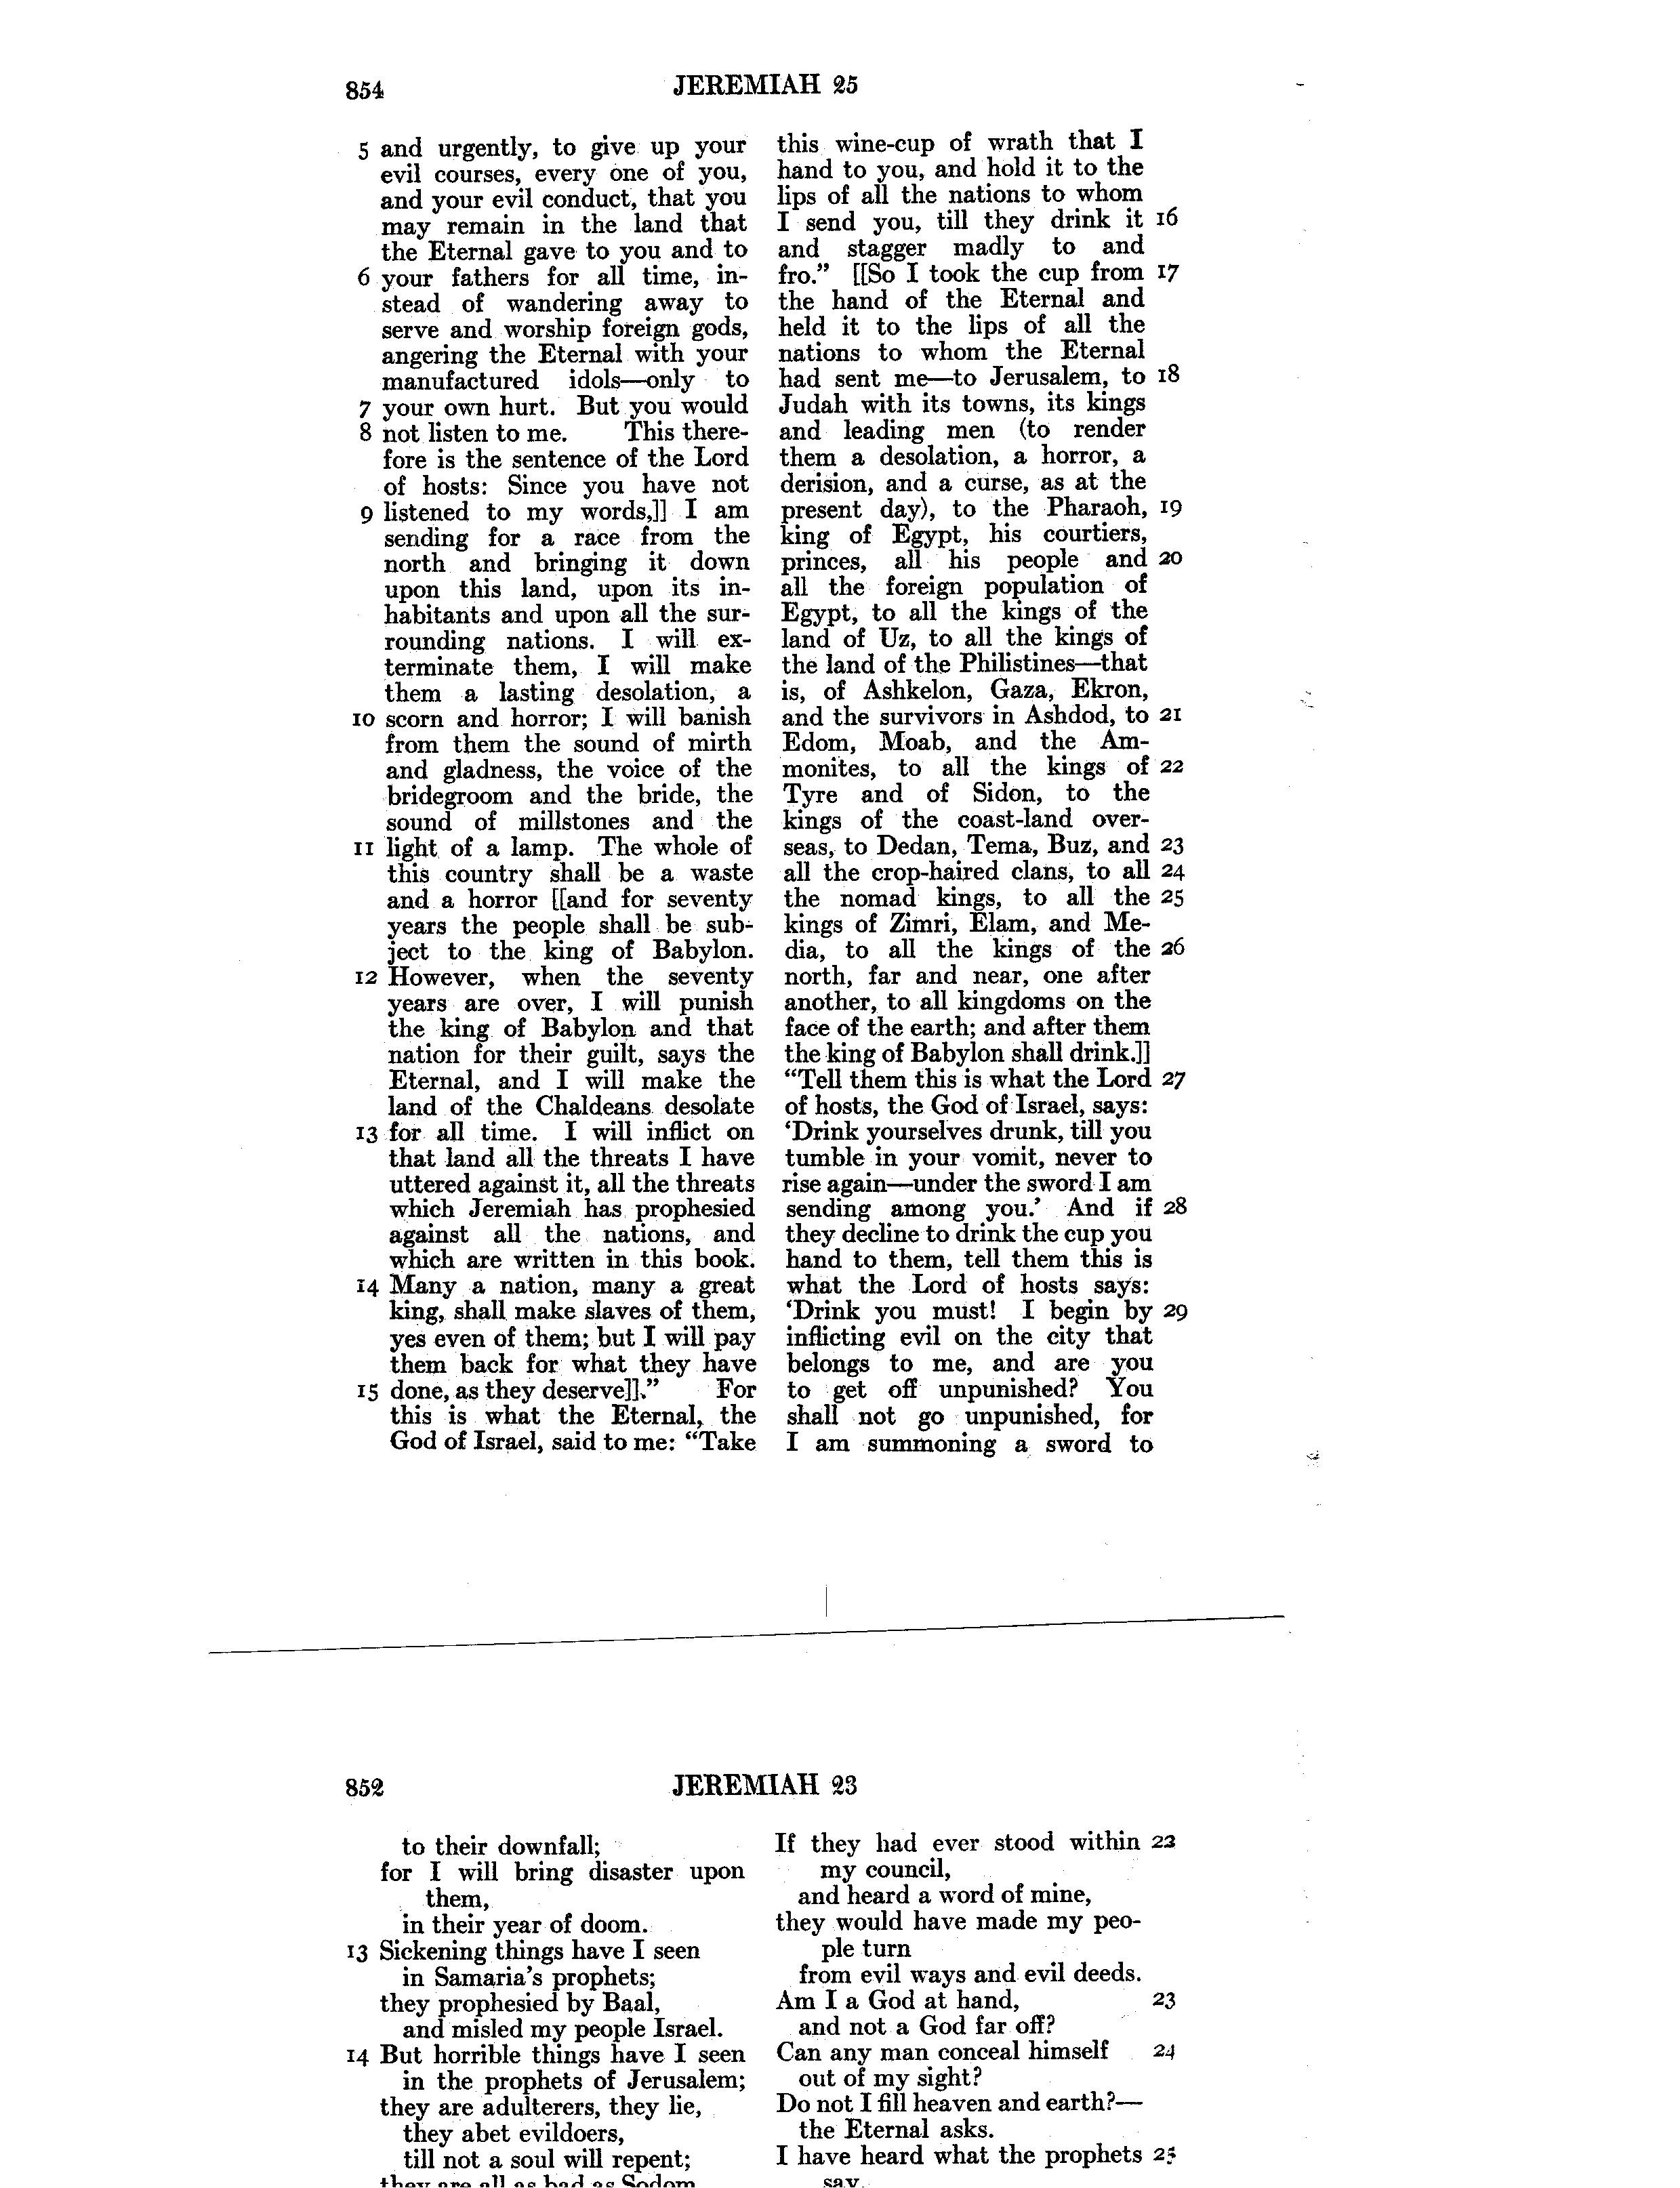 854
JEREMIAH 25
5 and urgently, to give up your
evil courses, every one of you,
and your evil conduct, that you
may remain in the land that
the Eternal gave to you and to
6 your fathers for all time, in-
stead of wandering away to
serve and worship foreign gods,
angering the Eternal with your
manufactured idols—only to
7 your own hurt. But you would
8 not listen to me. This there-
fore is the sentence of the Lord
of hosts: Since you have not
9 listened to my words,]] I am
sending for a race from the
north and bringing it down
upon this land, upon its in-
habitants and upon all the sur-
rounding nations. I will ex-
terminate them, I will make
them a lasting desolation, a
10 scorn and horror; I will banish
from them the sound of mirth
and gladness, the voice of the
bridegroom and the bride, the
sound of millstones and the
11 light of a lamp. The whole of
this country shall be a waste
and a horror [[and for seventy
years the people shall be sub-
ject to the king of Babylon.
12 However, when the seventy
years are over, I will punish
the king of Babylon and that
nation for their guilt, says the
Eternal, and I will make the
land of the Chaldeans desolate
13 for all time. I will inflict on
that land all the threats I have
uttered against it, all the threats
which Jeremiah has prophesied
against all the nations, and
which are written in this book.
14 Many a nation, many a great
king, shall make slaves of them,
yes even of them; but I will pay
them back for what they have
15 done, as they deserve]]." For
this is what the Eternal, the
God of Israel, said to me: "Take
this wine-cup of wrath that I
hand to you, and hold it to the
lips of all the nations to whom
I send you, till they drink it 16
and stagger madly to and
fro." [[So I took the cup from 17
the hand of the Eternal and
held it to the lips of all the
nations to whom the Eternal
had sent me—to Jerusalem, to 18
Judah with its towns, its kings
and leading men (to render
them a desolation, a horror, a
derision, and a curse, as at the
present day), to the Pharaoh, 19
king of Egypt, his courtiers,
princes, all his people and 20
all the foreign population of
Egypt, to all the kings of the
land of Uz, to all the kings of
the land of the Philistines—that
is, of Ashkelon, Gaza, Ekron,
and the survivors in Ashdod, to 21
Edom, Moab, and the Am-
monites, to all the kings of 22
Tyre and of Sidon, to the
kings of the coast-land over-
seas, to Dedan, Tema, Buz, and 23
all the crop-haired clans, to all 24
the nomad kings, to all the 25
kings of Zimri, Elam, and Me-
dia, to all the kings of the 26
north, far and near, one after
another, to all kingdoms on the
face of the earth; and after them
the king of Babylon shall drink.]]
"Tell them this is what the Lord 27
of hosts, the God of Israel, says:
'Drink yourselves drunk, till you
tumble in your vomit, never to
rise again—under the sword I am
sending among you.' And if 28
they decline to drink the cup you
hand to them, tell them this is
what the Lord of hosts says:
'Drink you must! I begin by 29
inflicting evil on the city that
belongs to me, and are you
to get off unpunished? You
shall not go unpunished, for
I am summoning a sword to
852
JEREMIAH 23
to their downfall;
for I will bring disaster upon
them,
in their year of doom.
13 Sickening things have I seen
in Samaria's prophets;
they prophesied by Baal,
and misled my people Israel.
14 But horrible things have I seen
in the prophets of Jerusalem;
they are adulterers, they lie,
they abet evildoers,
till not a soul will repent;
they are all as bad as Sodom
If they had ever stood within 22
my council,
and heard a word of mine,
they would have made my peo-
ple turn
from evil ways and evil deeds.
Am I a God at hand, 23
and not a God far off?
Can any man conceal himself 24
out of my sight?
Do not I fill heaven and earth?—
the Eternal asks.
I have heard what the prophets 25
say,